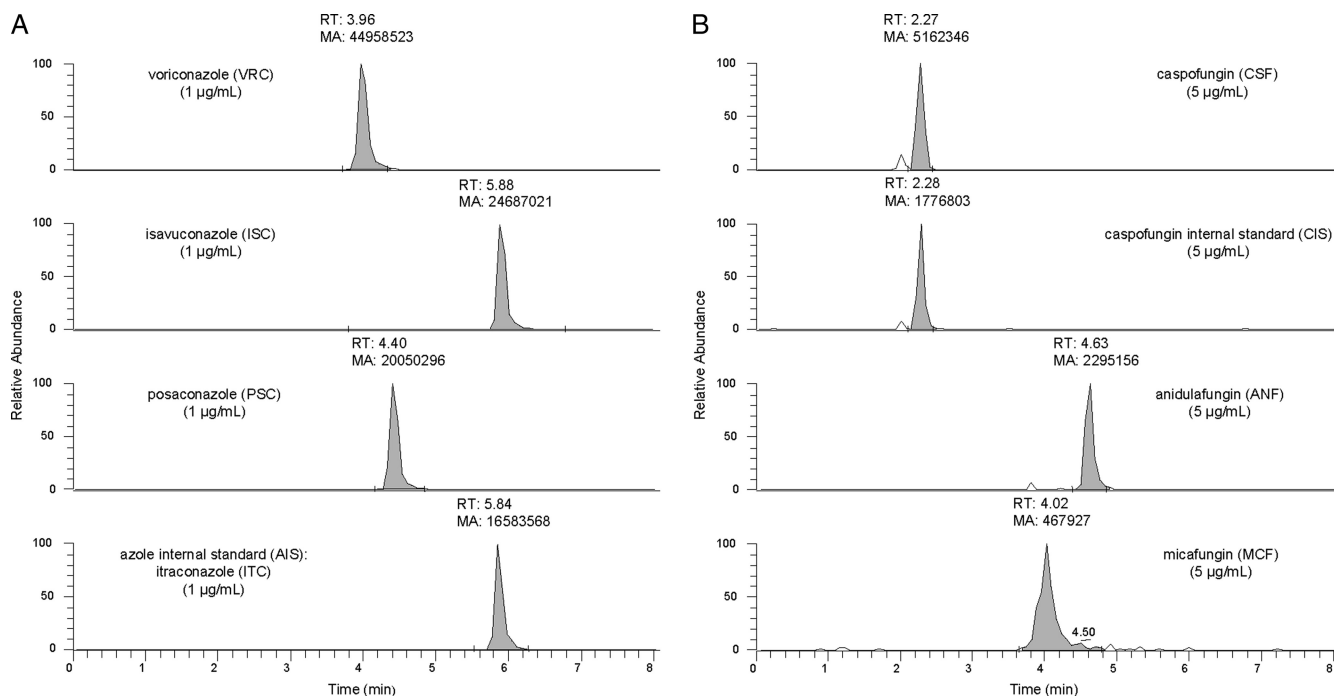 A
RT: 3.96
MA: 44958523
voriconazole (VRC)
(1 µg/mL)
100
50
0
RT: 5.88
MA: 24687021
isavuconazole (ISC)
(1 µg/mL)
100
50
0
RT: 4.40
MA: 20050296
posaconazole (PSC)
(1 µg/mL)
100
50
0
RT: 5.84
MA: 16583568
azole internal standard (AIS):
itraconazole (ITC)
(1 µg/mL)
100
50
0
Relative Abundance
0 1 2 3 4 5 6 7 8
Time (min)
B
RT: 2.27
MA: 5162346
caspofungin (CSF)
(5 µg/mL)
100
50
0
RT: 2.28
MA: 1776803
caspofungin internal standard (CIS)
(5 µg/mL)
100
50
0
RT: 4.63
MA: 2295156
anidulafungin (ANF)
(5 µg/mL)
100
50
0
RT: 4.02
MA: 467927
micafungin (MCF)
(5 µg/mL)
4.50
100
50
0
Relative Abundance
0 1 2 3 4 5 6 7 8
Time (min)